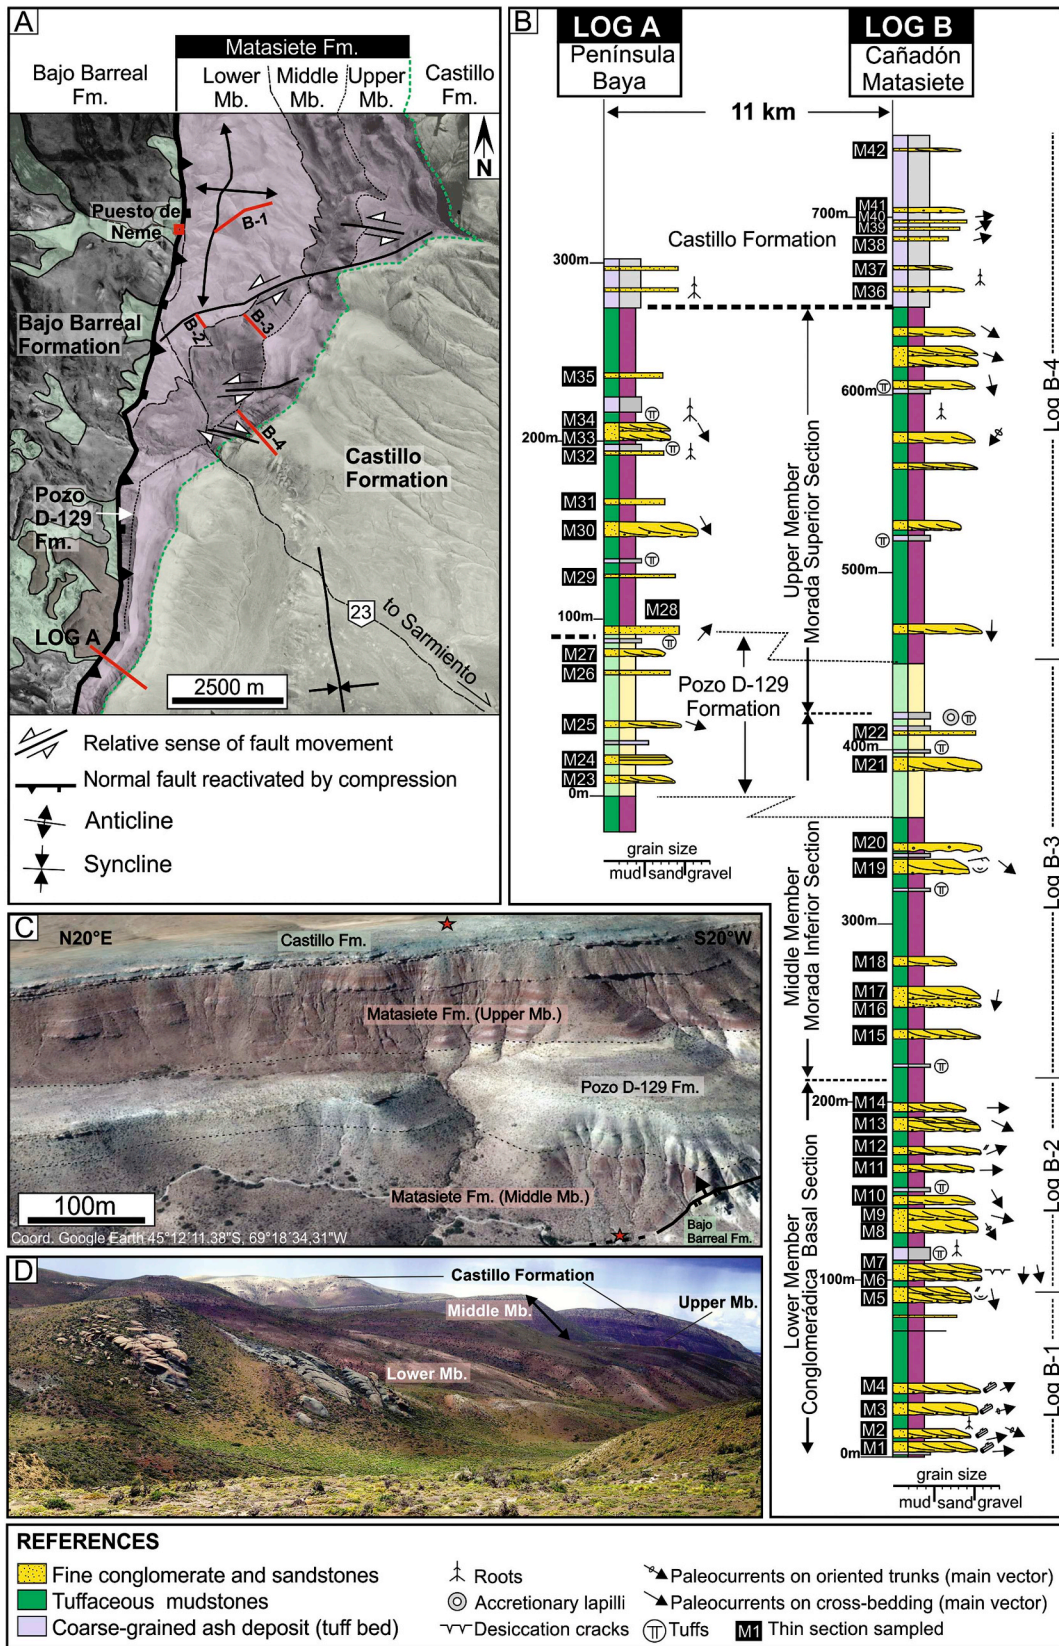 A
Matasiete Fm.
Bajo Barreal
Fm.
Lower
Mb.
Middle
Mb.
Upper
Mb.
Castillo
Fm.
N
Puesto de
Neme
B-1
B-2
B-3
B-4
Bajo Barreal
Formation
Castillo
Formation
Pozo
D-129
Fm.
23
to Sarmiento
LOG A
2500 m
Relative sense of fault movement
Normal fault reactivated by compression
Anticline
Syncline
B
LOG A
Península
Baya
LOG B
Cañadón
Matasiete
11 km
300m
M35
M34
M33
200m
M32
M31
M30
M29
M28
100m
M27
M26
M25
M24
M23
0m
grain size
mud sand gravel
Castillo Formation
Pozo D-129
Formation
Upper Member
Morada Superior Section
Middle Member
Morada Inferior Section
Lower Member
Conglomerádica Basal Section
M42
M41
700m
M40
M39
M38
M37
M36
600m
500m
M22
400m
M21
M20
M19
300m
M18
M17
M16
M15
200m
M14
M13
M12
M11
M10
M9
M8
M7
100m
M6
M5
M4
M3
M2
M1
0m
grain size
mud sand gravel
Log B-4
Log B-3
Log B-2
Log B-1
C
N20°E
S20°W
Castillo Fm.
Matasiete Fm. (Upper Mb.)
Pozo D-129 Fm.
Matasiete Fm. (Middle Mb.)
Bajo
Barreal Fm.
100m
Coord. Google Earth 45°12'11.38"S, 69°18'34,31"W
D
Castillo Formation
Middle Mb.
Upper Mb.
Lower Mb.
REFERENCES
Fine conglomerate and sandstones
Tuffaceous mudstones
Coarse-grained ash deposit (tuff bed)
Roots
Accretionary lapilli
Desiccation cracks
Paleocurrents on oriented trunks (main vector)
Paleocurrents on cross-bedding (main vector)
Tuffs
M1 Thin section sampled